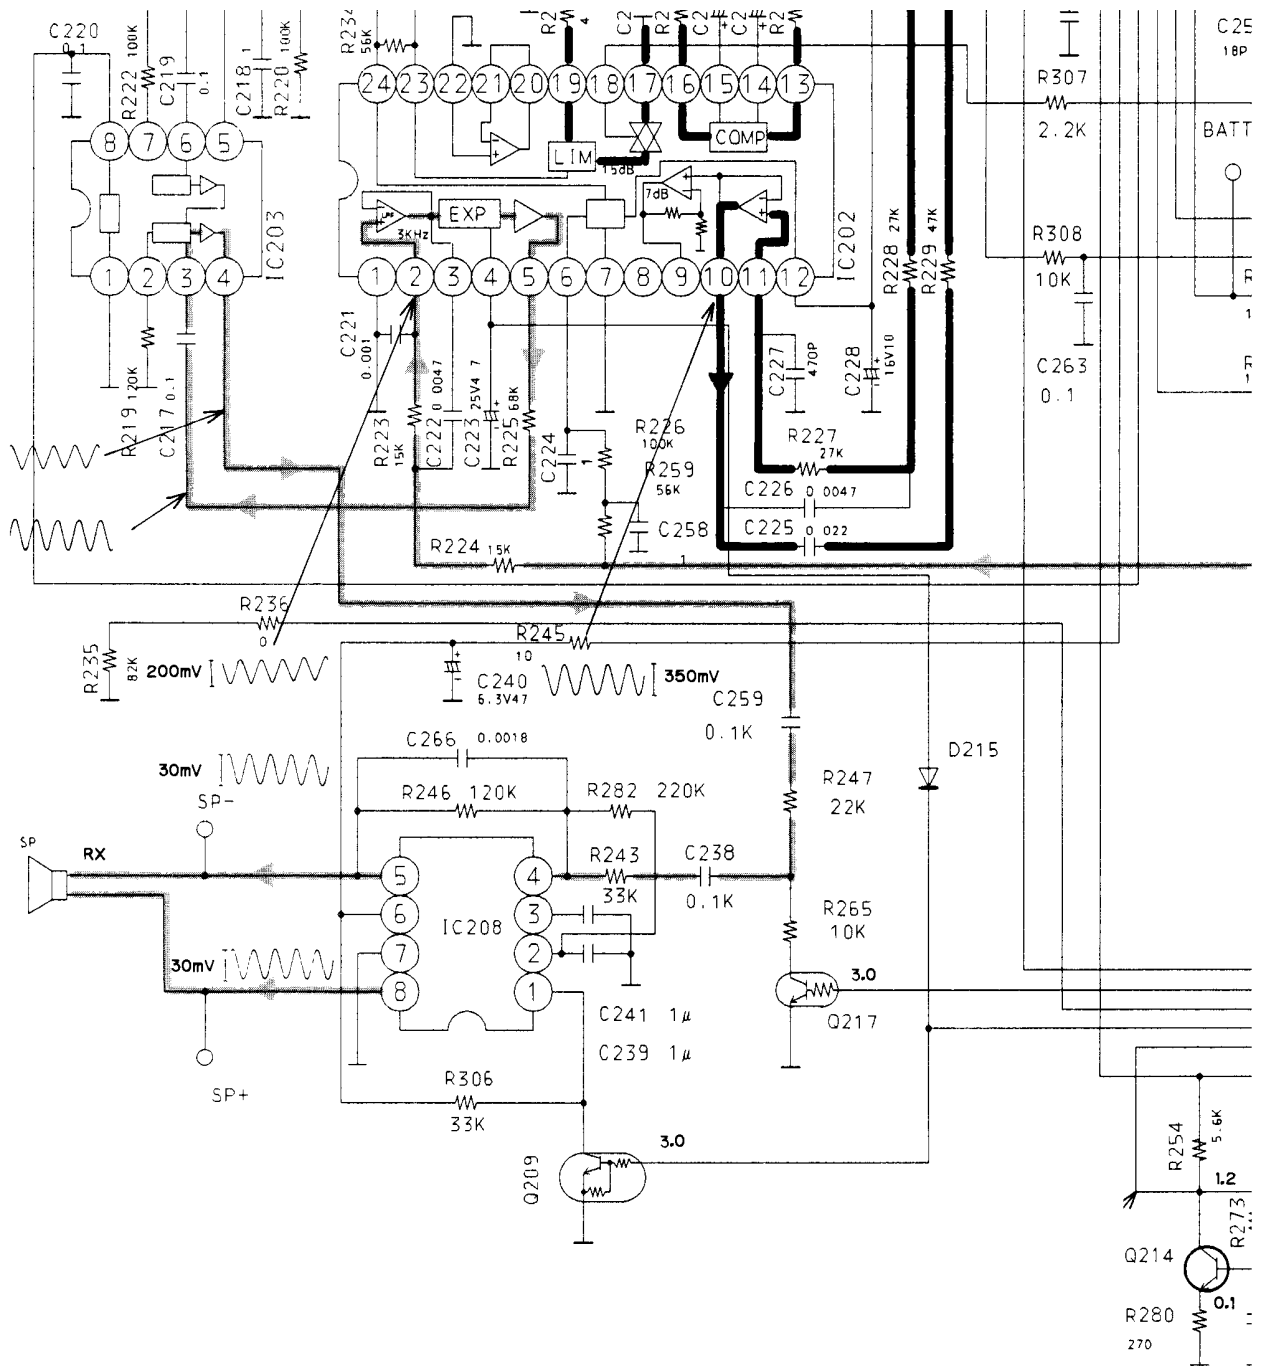 C220
0.1
R222 100K
C219
0.1
C218 1
R220 100K
R234
56K
4
C25
18P
24 23 22 21 20 19 18 17 16 15 14 13
R307
2.2K
BATT
8 7 6 5
LIM
15dB
COMP
7dB
EXP
3KHz
IC203
IC202
R228 27K
R229 47K
R308
10K
1 2 3 4
1 2 3 4 5 6 7 8 9 10 11 12
C221
0.001
C227
470P
C228
16V10
C263
0.1
R219 120K
C217 0.1
R223
15K
C222 0.0047
C223 25V4.7
R225 68K
C224
1
R226
100K
R227
27K
R259
56K
C226 0.0047
C258
1
C225 0.022
R224 15K
R236
0
R245
10
R235
82K
200mV
350mV
C240
6.3V47
C259
0.1K
C266 0.0018
30mV
D215
SP-
R246 120K
R282 220K
R247
22K
SP
RX
5
6
7
8
IC208
4
3
2
1
R243
33K
C238
0.1K
R265
10K
30mV
3.0
Q217
C241 1μ
C239 1μ
SP+
R306
33K
3.0
Q209
R254
5.6K
1.2
R273
Q214
0.1
R280
270